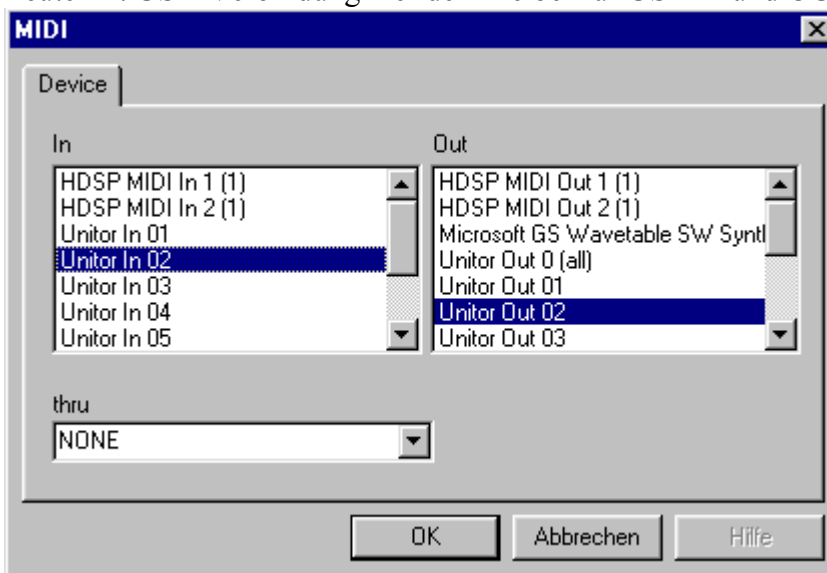 MIDI
Device
In
HDSP MIDI In 1 (1)
HDSP MIDI In 2 (1)
Unitor In 01
Unitor In 02
Unitor In 03
Unitor In 04
Unitor In 05
Out
HDSP MIDI Out 1 (1)
HDSP MIDI Out 2 (1)
Microsoft GS Wavetable SW Syntl
Unitor Out 0 (all)
Unitor Out 01
Unitor Out 02
Unitor Out 03
thru
NONE
OK
Abbrechen
Hilfe